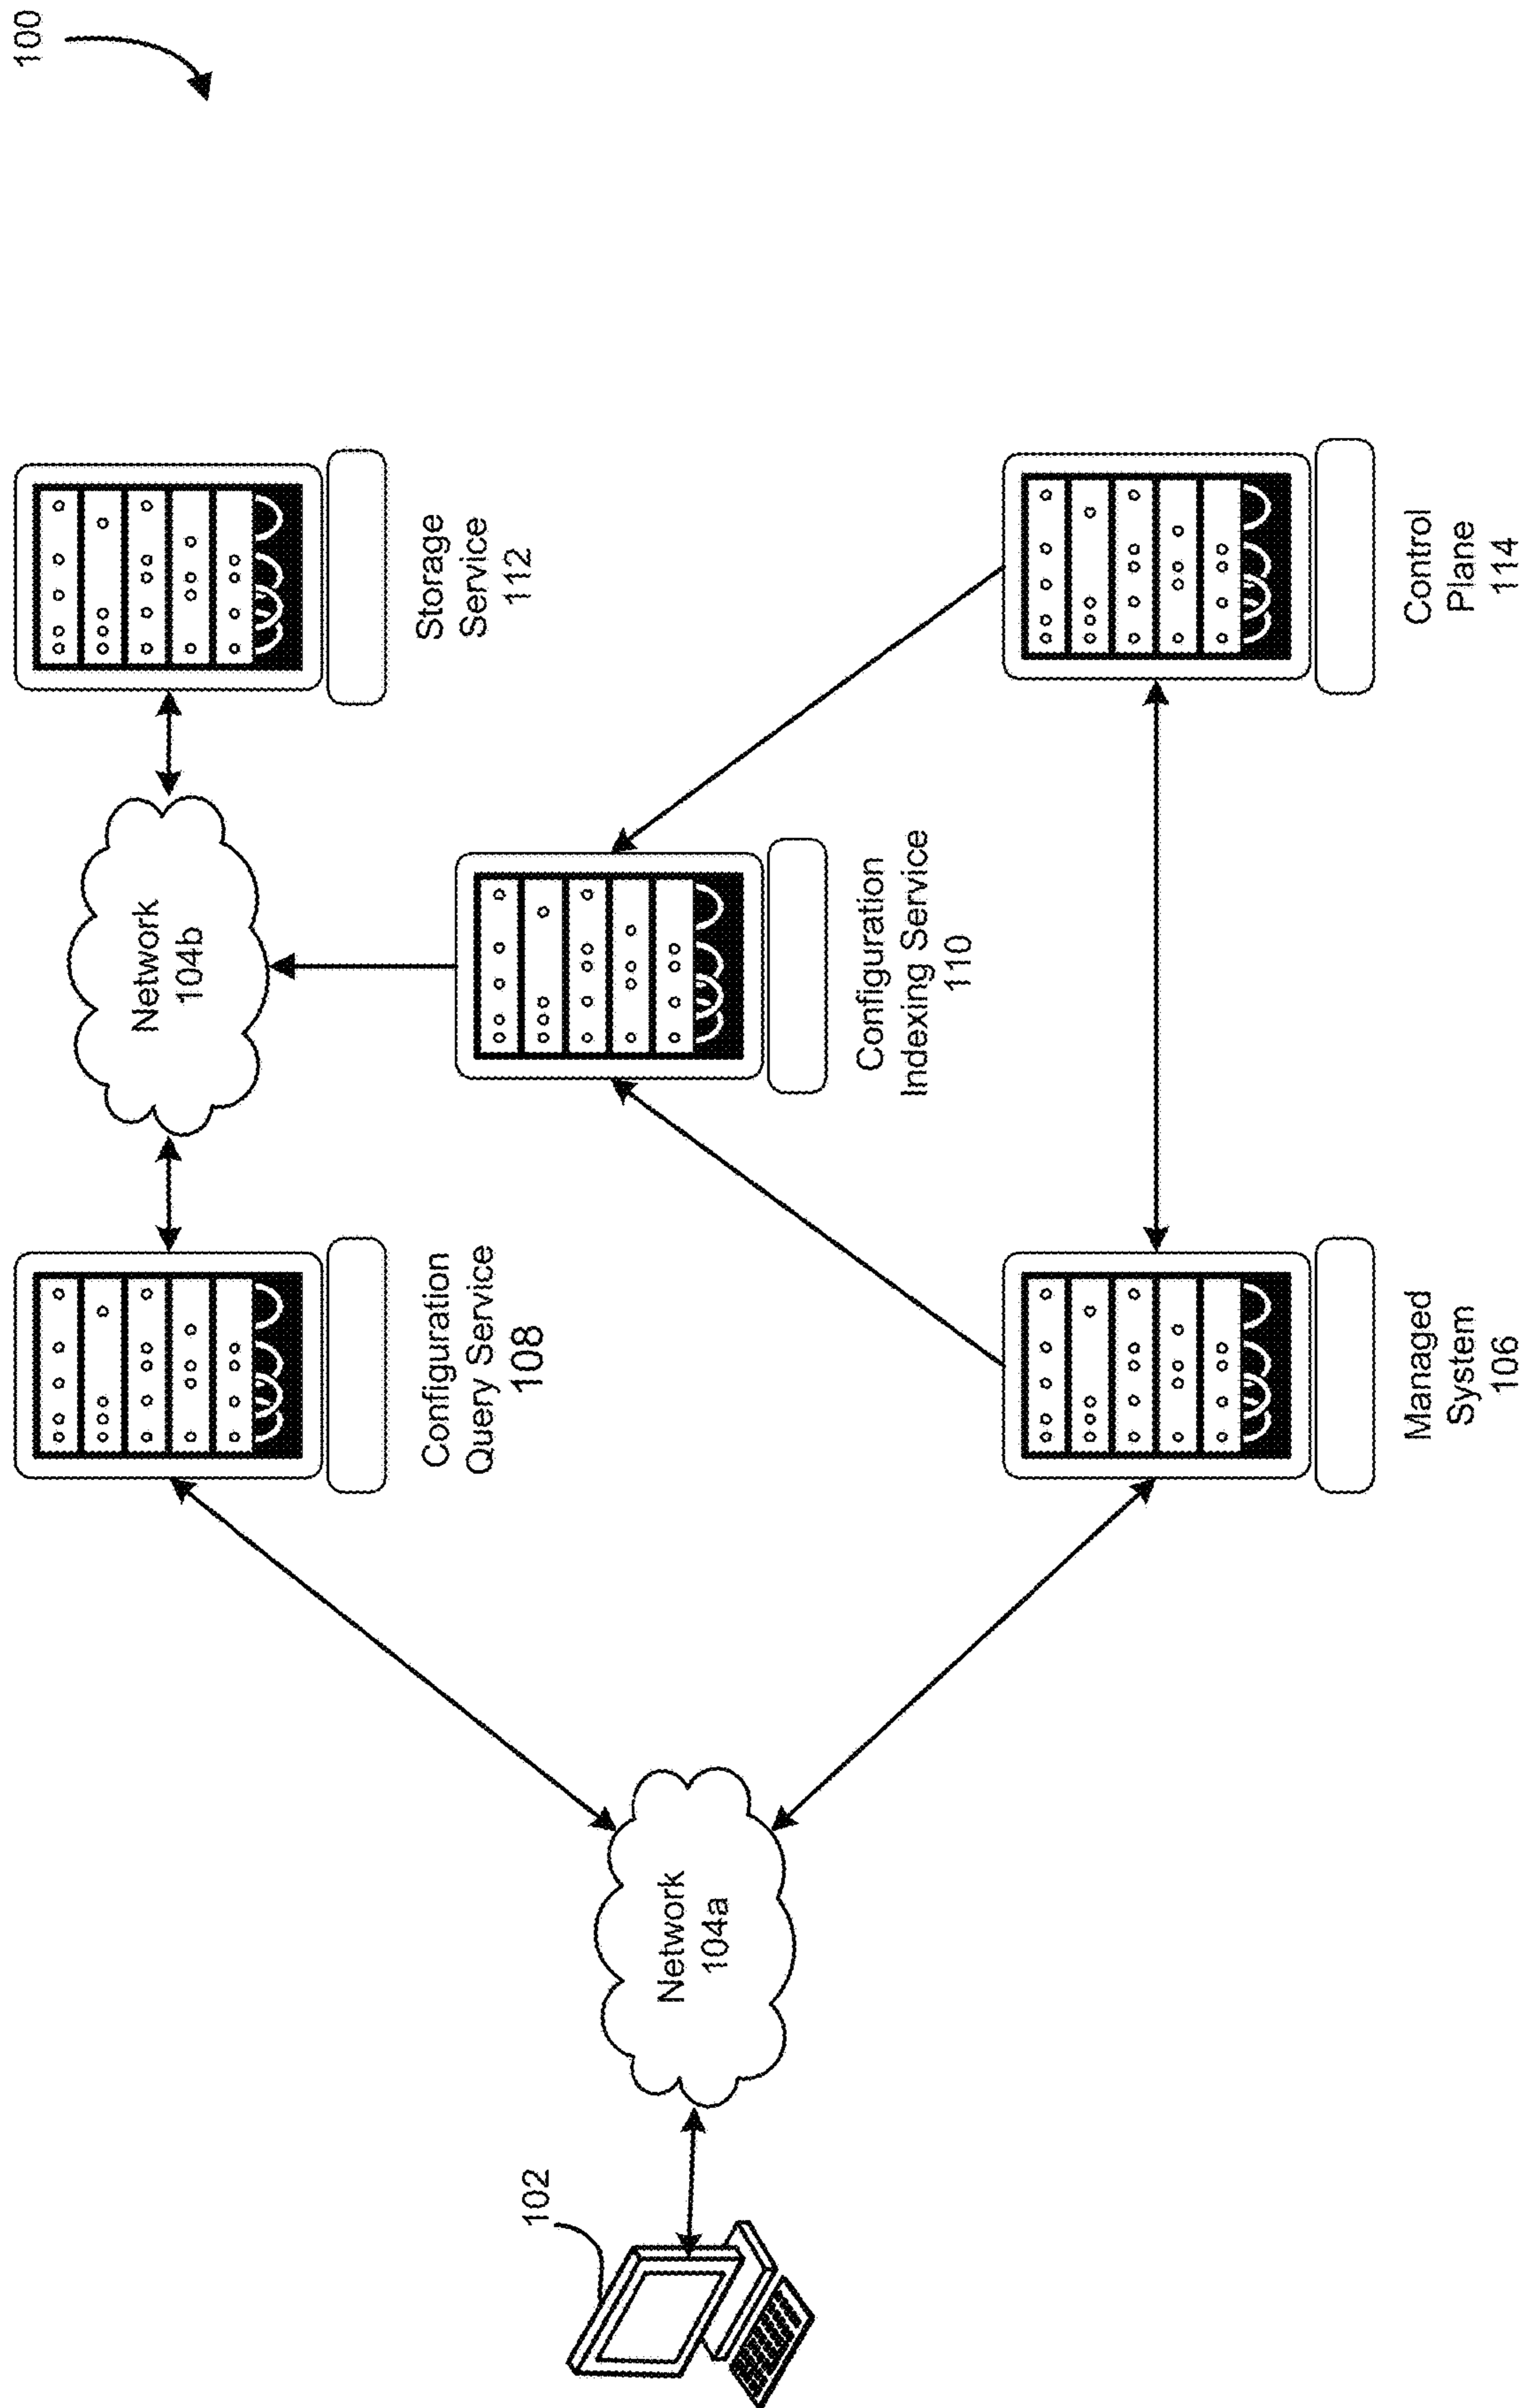 100
Configuration
Query Service
108
Network
104b
Storage
Service
112
102
Network
104a
Configuration
Indexing Service
110
Managed
System
106
Control
Plane
114